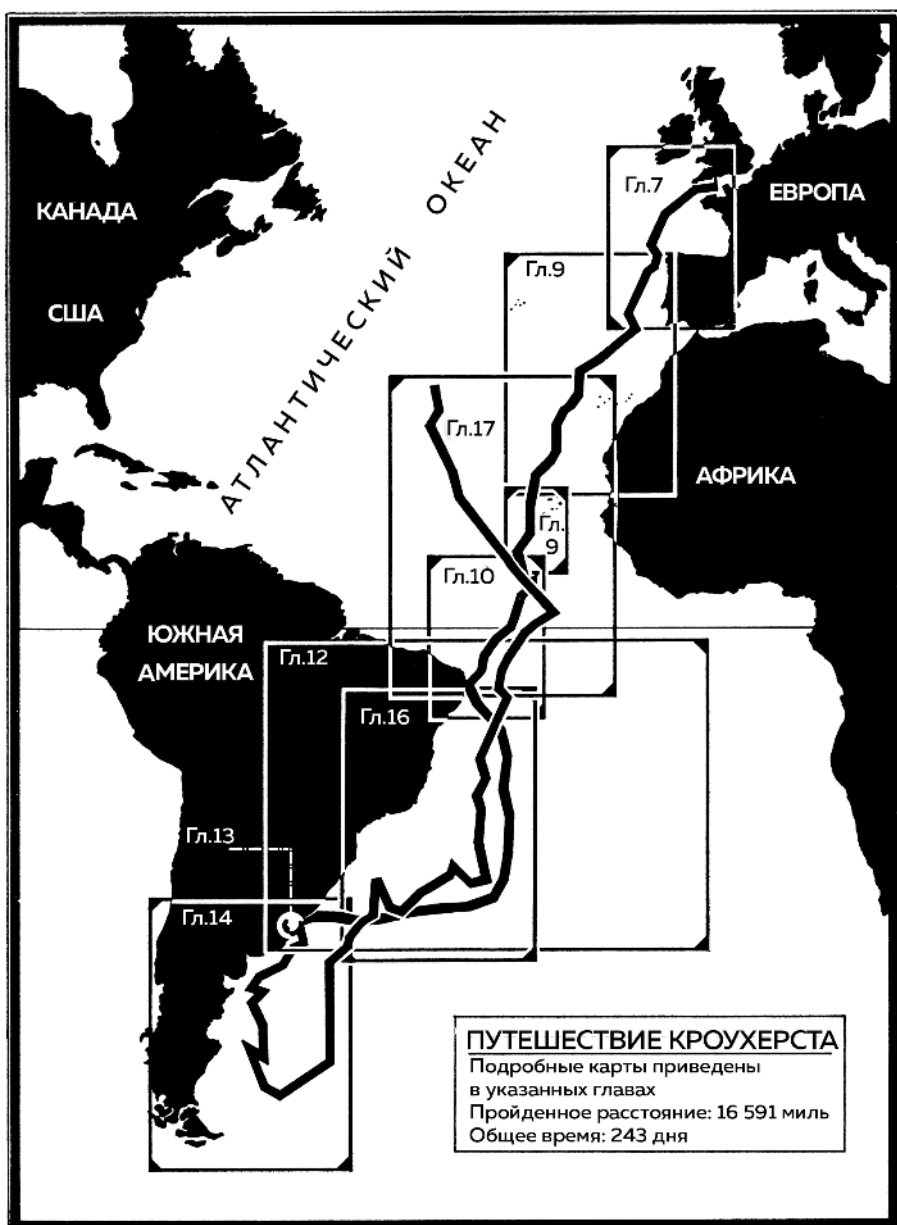 АТЛАНТИЧЕСКИЙ ОКЕАН
КАНАДА
США
ЕВРОПА
Гл.7
Гл.9
Гл.17
АФРИКА
Гл.
9
Гл.10
ЮЖНАЯ
АМЕРИКА
Гл.12
Гл.16
Гл.13
Гл.14
ПУТЕШЕСТВИЕ КРОУХЕРСТА
Подробные карты приведены
в указанных главах
Пройденное расстояние: 16 591 миль
Общее время: 243 дня